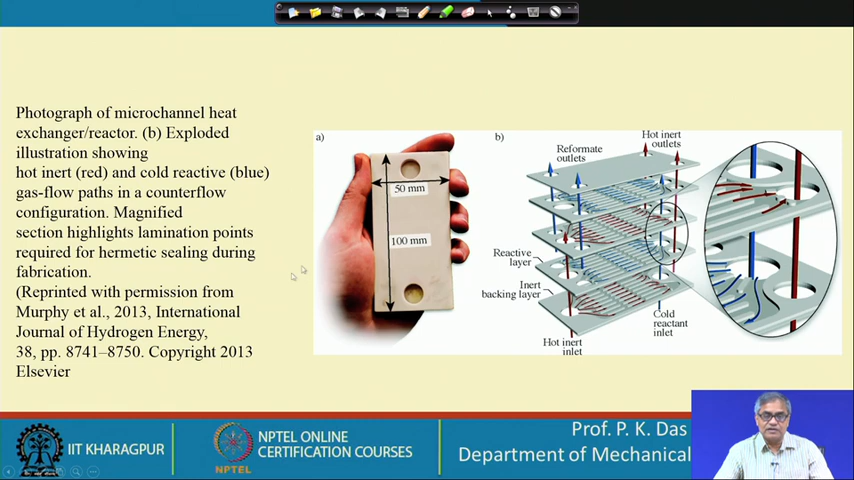 Photograph of microchannel heat
exchanger/reactor. (b) Exploded
illustration showing
hot inert (red) and cold reactive (blue)
gas-flow paths in a counterflow
configuration. Magnified
section highlights lamination points
required for hermetic sealing during
fabrication.
(Reprinted with permission from
Murphy et al., 2013, International
Journal of Hydrogen Energy,
38, pp. 8741–8750. Copyright 2013
Elsevier
a)
50 mm
100 mm
b)
Hot inert
outlets
Reformate
outlets
Reactive
layer
Inert
backing layer
Cold
reactant
inlet
Hot inert
inlet
IIT KHARAGPUR
NPTEL
NPTEL ONLINE
CERTIFICATION COURSES
Prof. P. K. Das
Department of Mechanical